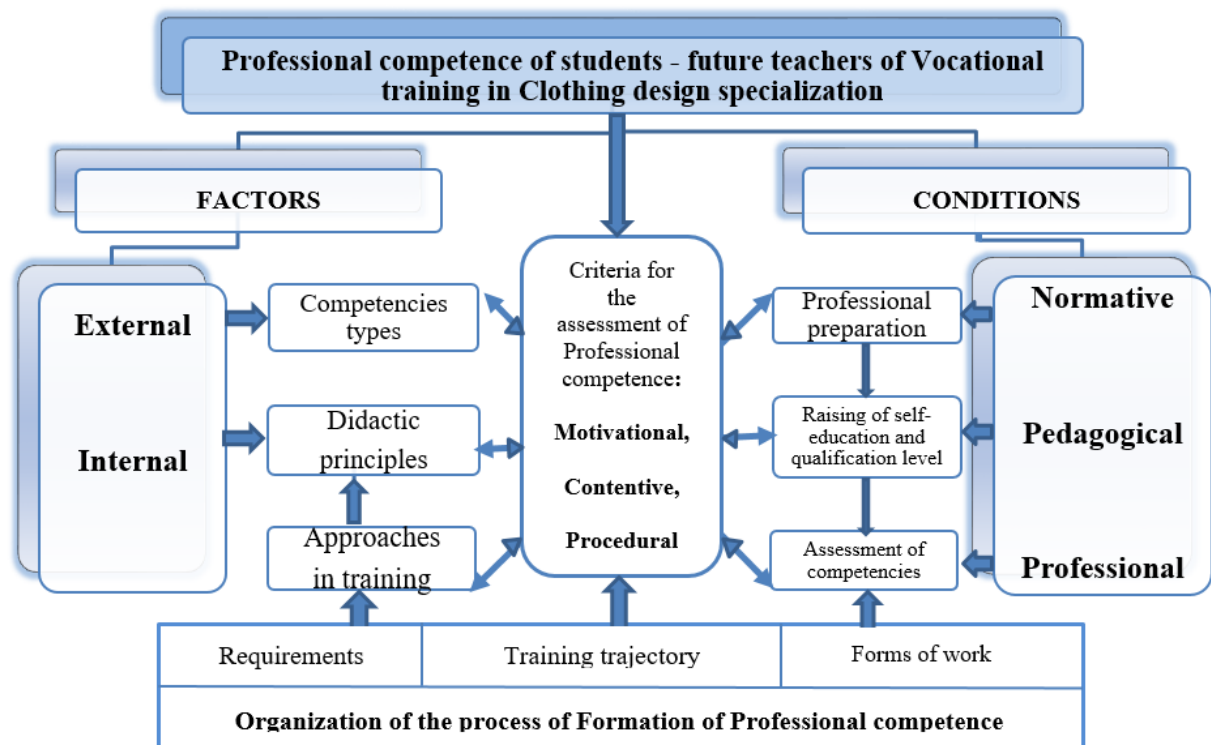 Professional competence of students - future teachers of Vocational
training in Clothing design specialization
FACTORS
CONDITIONS
External
Internal
Competencies
types
Didactic
principles
Approaches
in training
Criteria for
the
assessment of
Professional
competence:
Motivational,
Contentive,
Procedural
Professional
preparation
Raising of self-
education and
qualification level
Assessment of
competencies
Normative
Pedagogical
Professional
Requirements
Training trajectory
Forms of work
Organization of the process of Formation of Professional competence